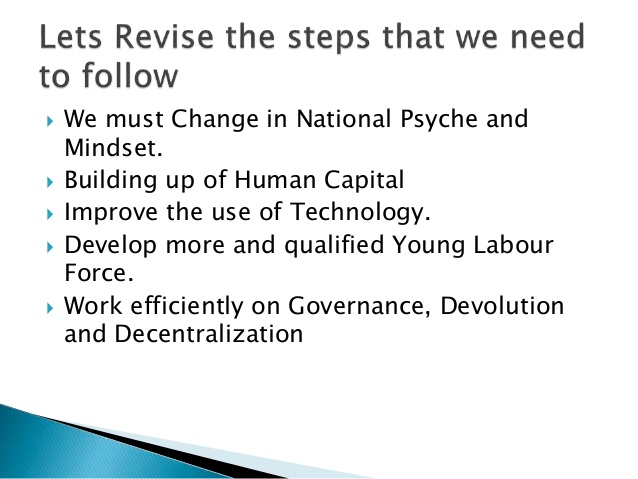 Lets Revise the steps that we need
to follow
We must Change in National Psyche and
Mindset.
Building up of Human Capital
Improve the use of Technology.
Develop more and qualified Young Labour
Force.
Work efficiently on Governance, Devolution
and Decentralization